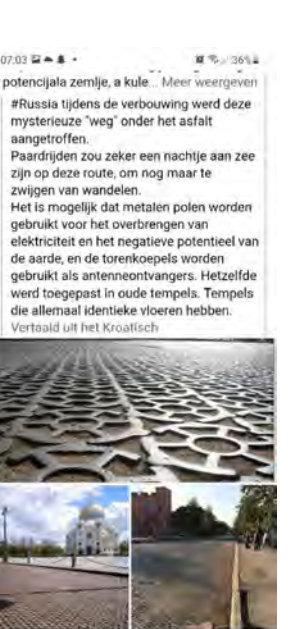 07:03
36%
potencijala zemlje, a kule... Meer weergeven
#Russia tijdens de verbouwing werd deze
mysterieuze "weg" onder het asfalt
aangetroffen.
Paardrijden zou zeker een nachtje aan zee
zijn op deze route, om nog maar te
zwijgen van wandelen.
Het is mogelijk dat metalen polen worden
gebruikt voor het overbrengen van
elektriciteit en het negatieve potentieel van
de aarde, en de torenkoepels worden
gebruikt als antenneontvangers. Hetzelfde
werd toegepast in oude tempels. Tempels
die allemaal identieke vloeren hebben.
Vertaald uit het Kroatisch